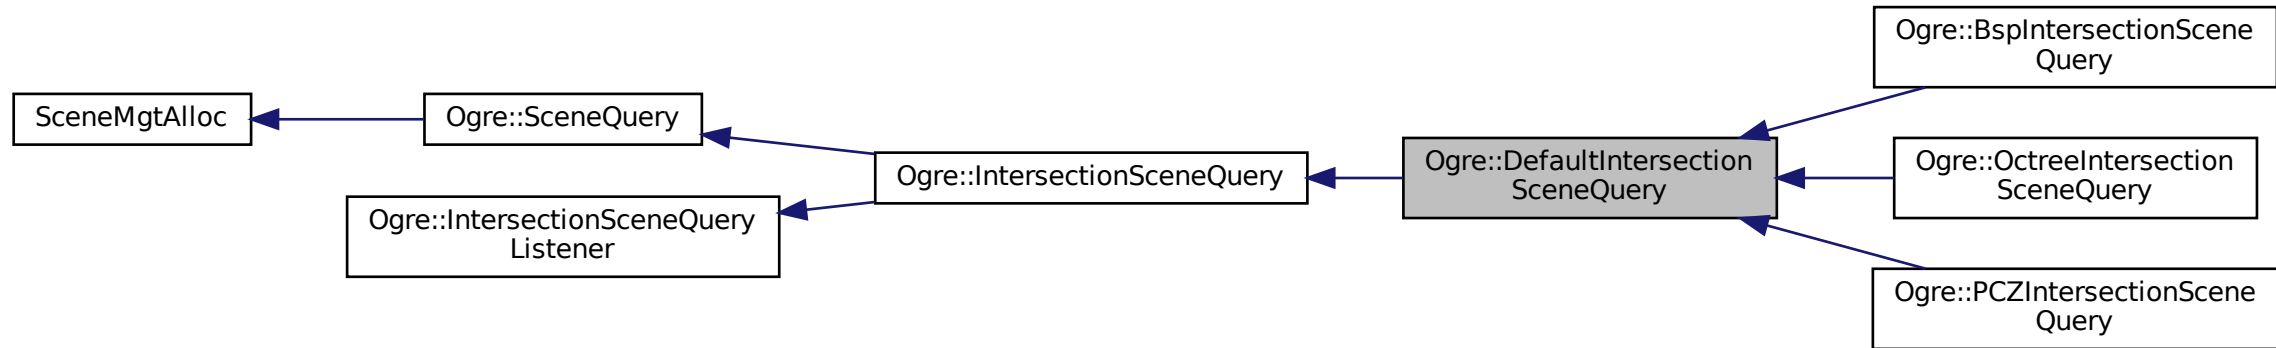 SceneMgtAlloc
Ogre::SceneQuery
Ogre::IntersectionSceneQuery
Listener
Ogre::IntersectionSceneQuery
Ogre::DefaultIntersection
SceneQuery
Ogre::BspIntersectionScene
Query
Ogre::OctreeIntersection
SceneQuery
Ogre::PCZIntersectionScene
Query